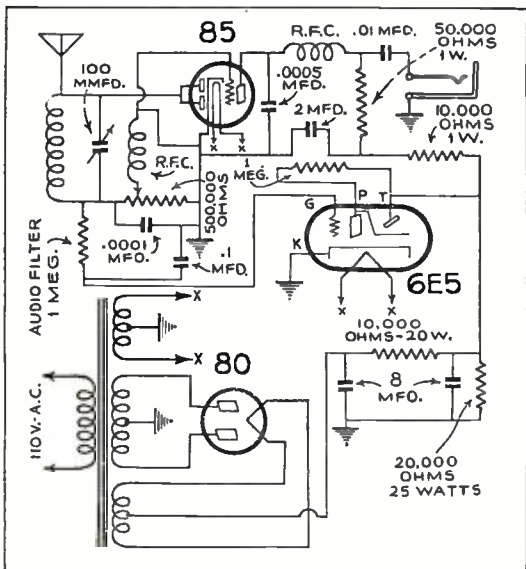 85
R.F.C.
.01 MFD.
50,000
OHMS
1 W.
100
MMFD.
.0005
MFD.
2 MFD.
10,000
OHMS
1 W.
R.F.C.
1
MEG.
500,000
OHMS
G
P
T
K
X
X
X
X
6E5
.0001
MFD.
.1
MFD.
AUDIO FILTER
1 MEG.
X
X
80
10,000
OHMS-20W.
8
MFD.
110V.-A.C.
20,000
OHMS
25 WATTS